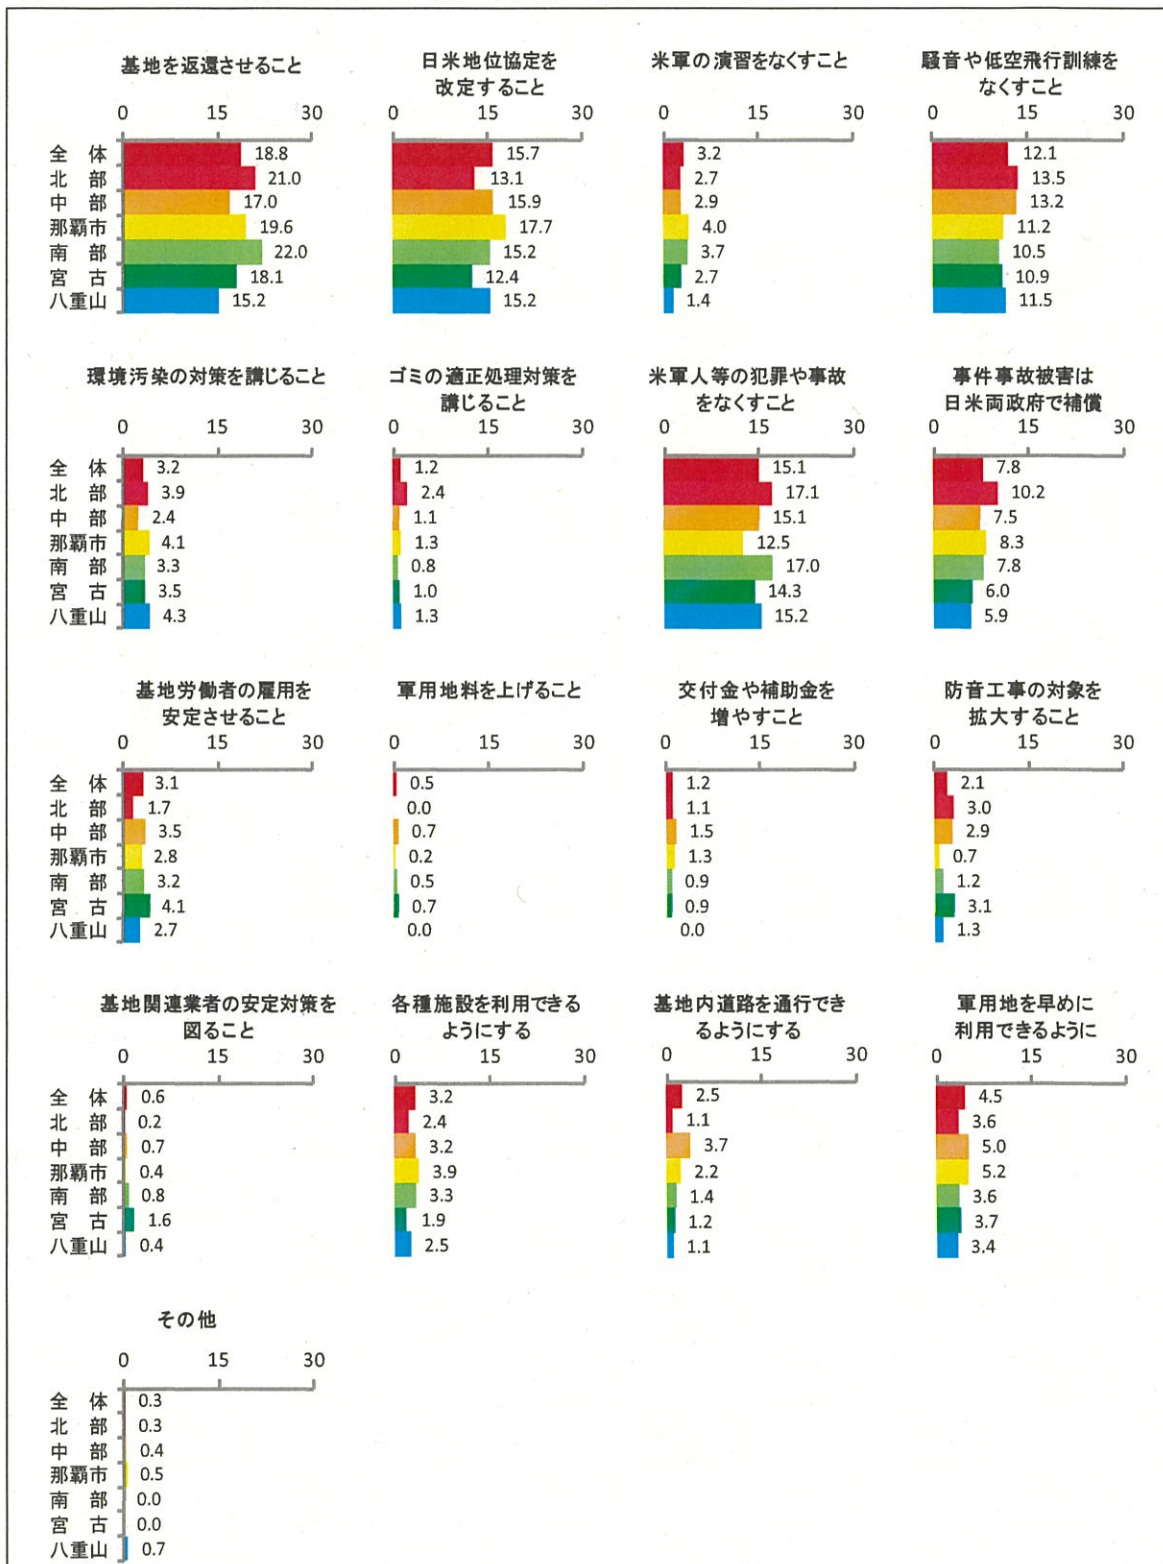 基地を返還させること
0 15 30
全体 18.8
北部 21.0
中部 17.0
那覇市 19.6
南部 22.0
宮古 18.1
八重山 15.2
日米地位協定を
改定すること
0 15 30
15.7
13.1
15.9
17.7
15.2
12.4
15.2
米軍の演習をなくすこと
0 15 30
3.2
2.7
2.9
4.0
3.7
2.7
1.4
騒音や低空飛行訓練を
なくすこと
0 15 30
12.1
13.5
13.2
11.2
10.5
10.9
11.5
環境汚染の対策を講じること
0 15 30
全体 3.2
北部 3.9
中部 2.4
那覇市 4.1
南部 3.3
宮古 3.5
八重山 4.3
ゴミの適正処理対策を
講じること
0 15 30
1.2
2.4
1.1
1.3
0.8
1.0
1.3
米軍人等の犯罪や事故
をなくすこと
0 15 30
15.1
17.1
15.1
12.5
17.0
14.3
15.2
事件事故被害は
日米両政府で補償
0 15 30
7.8
10.2
7.5
8.3
7.8
6.0
5.9
基地労働者の雇用を
安定させること
0 15 30
全体 3.1
北部 1.7
中部 3.5
那覇市 2.8
南部 3.2
宮古 4.1
八重山 2.7
軍用地料を上げること
0 15 30
0.5
0.0
0.7
0.2
0.5
0.7
0.0
交付金や補助金を
増やすこと
0 15 30
1.2
1.1
1.5
1.3
0.9
0.9
0.0
防音工事の対象を
拡大すること
0 15 30
2.1
3.0
2.9
0.7
1.2
3.1
1.3
基地関連業者の安定対策を
図ること
0 15 30
全体 0.6
北部 0.2
中部 0.7
那覇市 0.4
南部 0.8
宮古 1.6
八重山 0.4
各種施設を利用できる
ようにする
0 15 30
3.2
2.4
3.2
3.9
3.3
1.9
2.5
基地内道路を通行でき
るようにする
0 15 30
2.5
1.1
3.7
2.2
1.4
1.2
1.1
軍用地を早めに
利用できるように
0 15 30
4.5
3.6
5.0
5.2
3.6
3.7
3.4
その他
0 15 30
全体 0.3
北部 0.3
中部 0.4
那覇市 0.5
南部 0.0
宮古 0.0
八重山 0.7